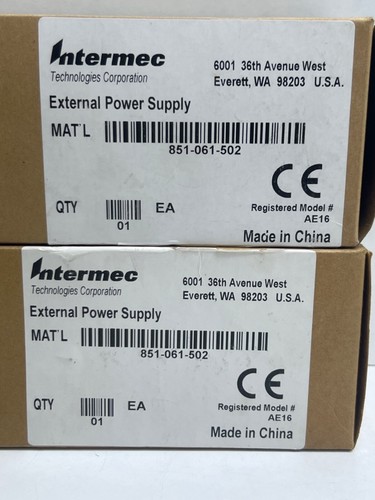 Intermec
Technologies Corporation
6001 36th Avenue West
Everett, WA 98203 U.S.A.
External Power Supply
MAT'L
851-061-502
CE
QTY
01
EA
Registered Model #
AE16
Made in China
Intermec
Technologies Corporation
6001 36th Avenue West
Everett, WA 98203 U.S.A.
External Power Supply
MAT'L
851-061-502
CE
QTY
01
EA
Registered Model #
AE16
Made in China